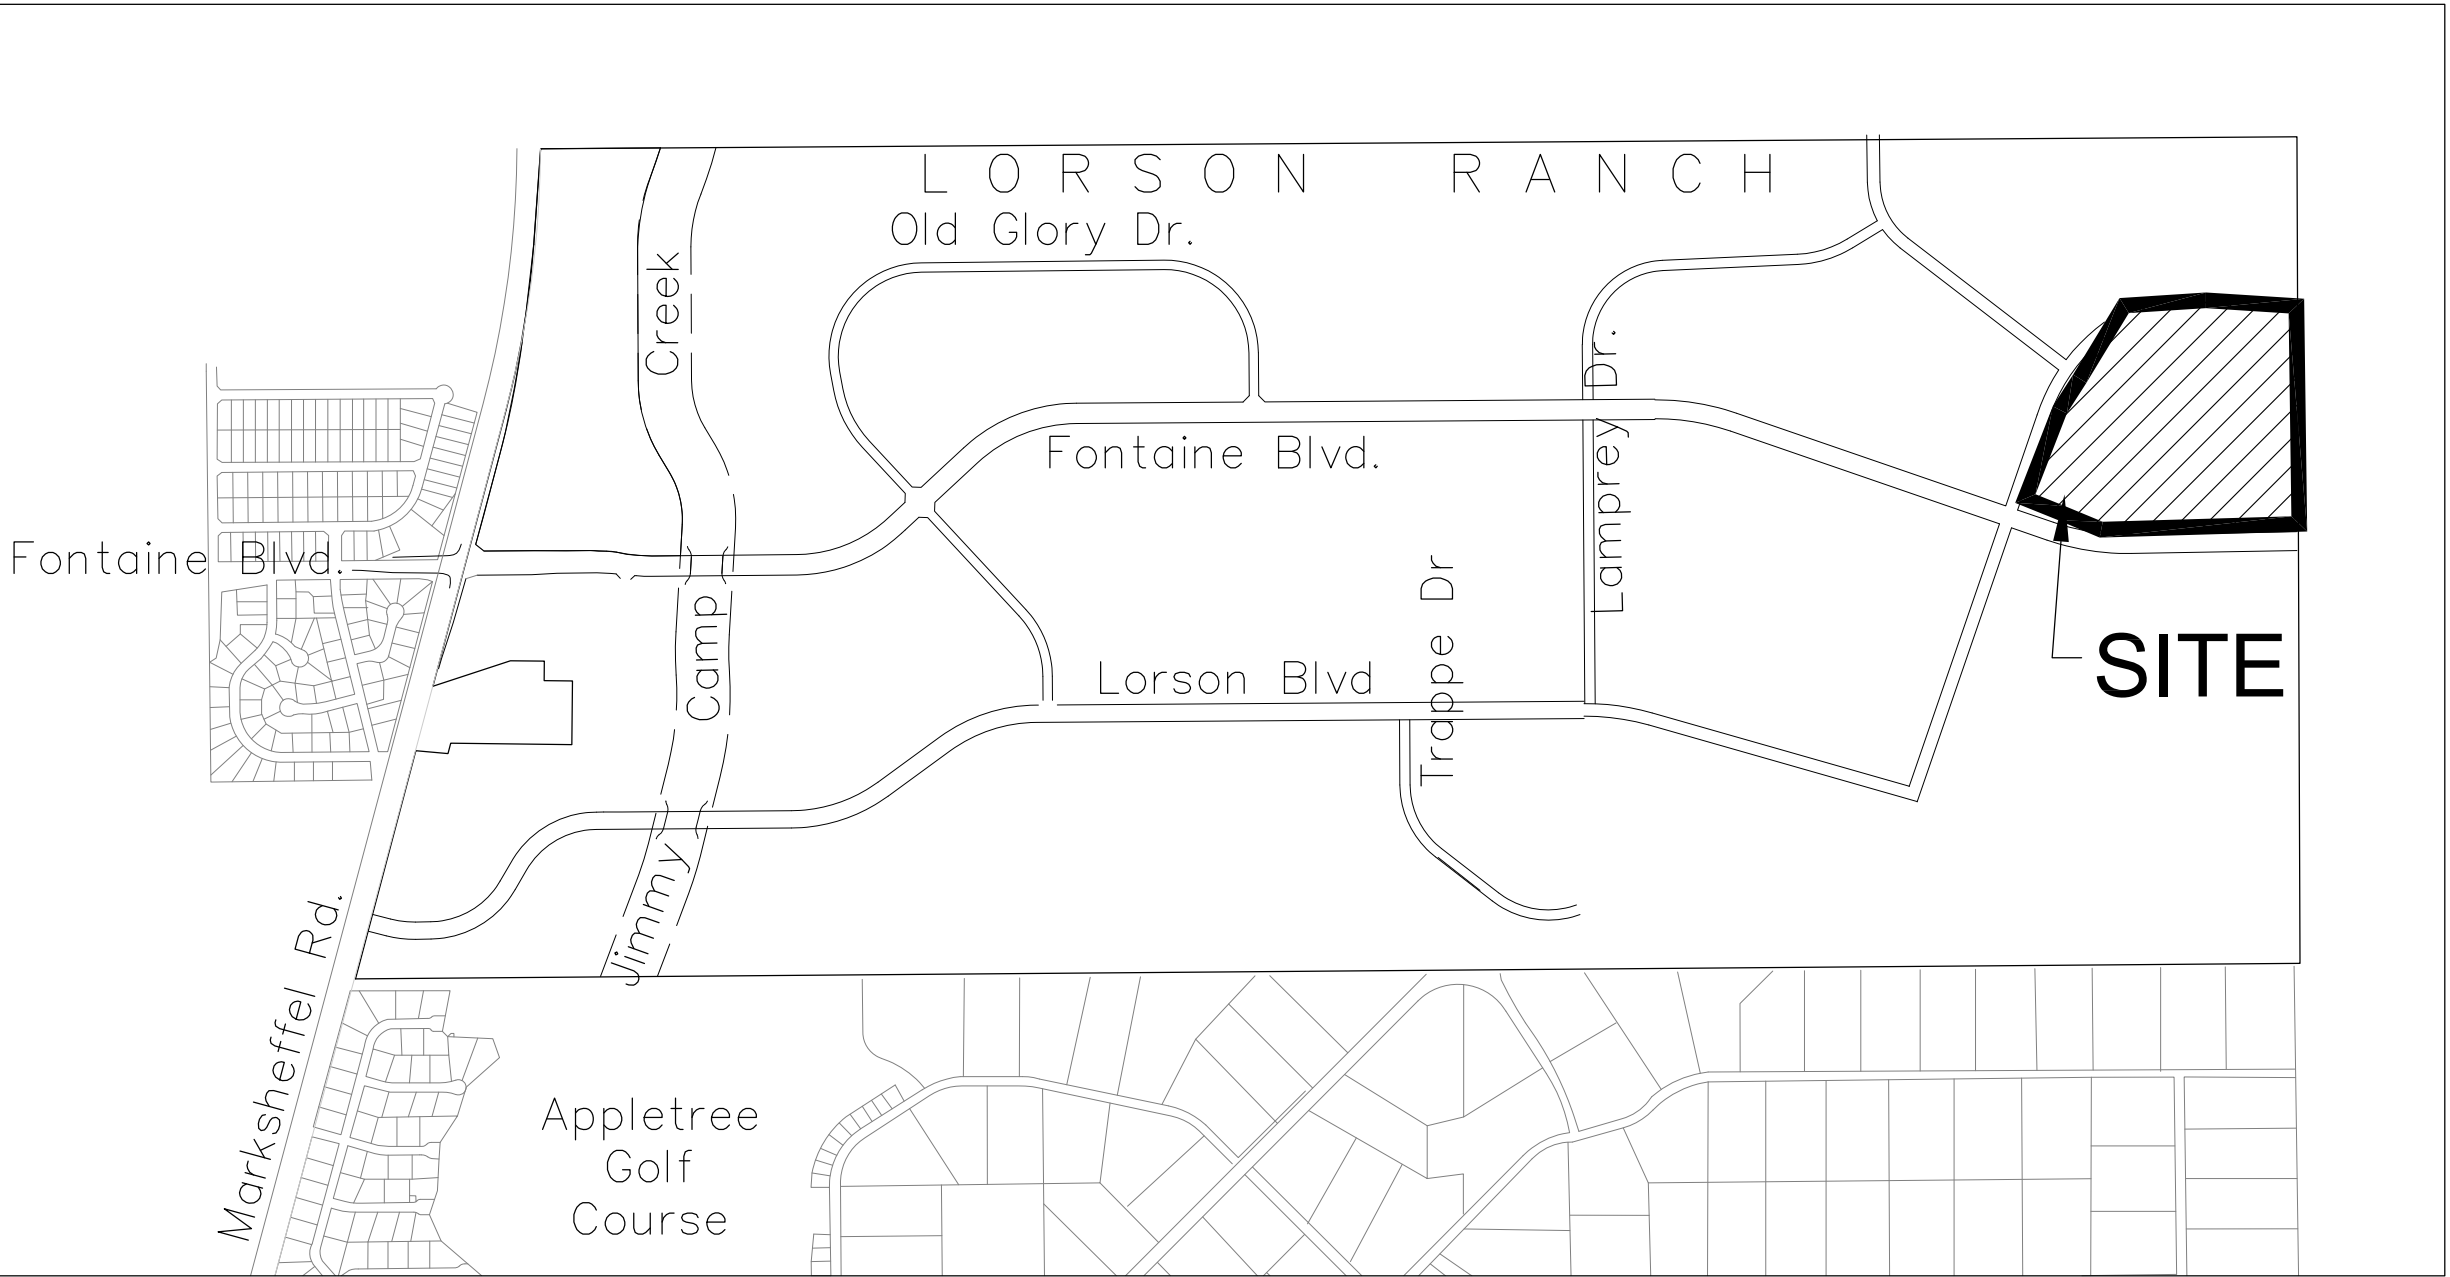 LORSON RANCH
Old Glory Dr.
Creek
Lamprey Dr.
Fontaine Blvd.
Fontaine Blvd.
Trappe Dr
Camp
SITE
Lorson Blvd
Jimmy
Marksheffel Rd.
Appletree
Golf
Course